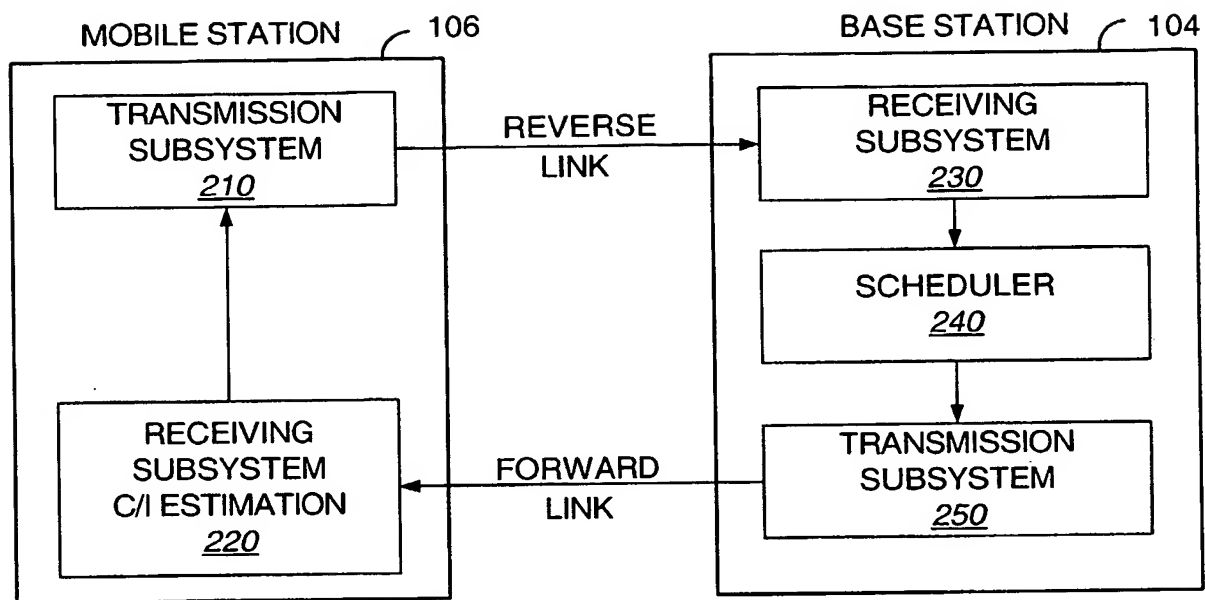 MOBILE STATION
106
TRANSMISSION
SUBSYSTEM
210
RECEIVING
SUBSYSTEM
C/I ESTIMATION
220
REVERSE
LINK
FORWARD
LINK
BASE STATION
104
RECEIVING
SUBSYSTEM
230
SCHEDULER
240
TRANSMISSION
SUBSYSTEM
250